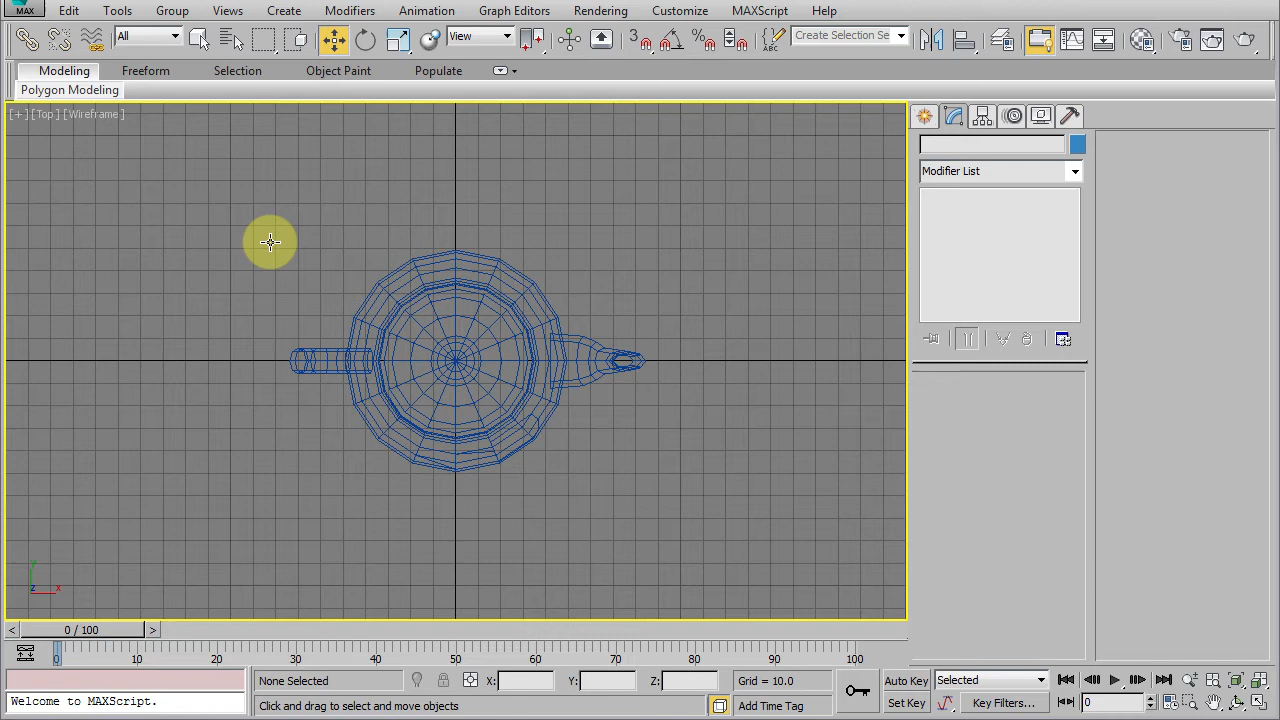 MAX Edit Tools Group Views Create Modifiers Animation Graph Editors Rendering Customize MAXScript Help
All View 3 Create Selection Se
Modeling Freeform Selection Object Paint Populate
Polygon Modeling
[+][Top][Wireframe]
Modifier List
y
z x
< 0 / 100 >
0 10 20 30 40 50 60 70 80 90 100
None Selected X: Y: Z: Grid = 10.0 Auto Key Selected
Welcome to MAXScript. Click and drag to select and move objects Add Time Tag Set Key Key Filters... 0